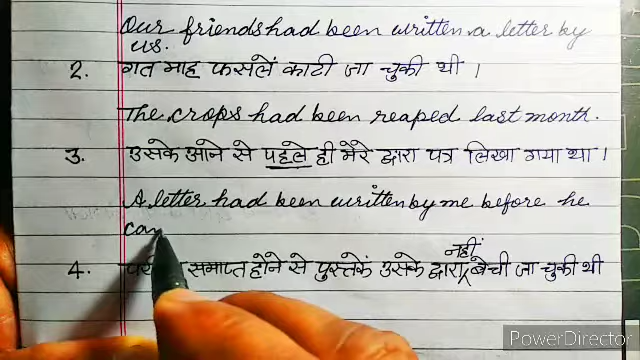 Our friends had been written a letter by
us.
2. गत माह फसलें काटी जा चुकी थी ।
The crops had been reaped last month.
3. उसके आने से पहले ही मेरे द्वारा पत्र लिखा गया था ।
A letter had been written by me before he
cam
4. समाप्त होने से पुस्तकें उसके द्वारा नहीं बेची जा चुकी थी
PowerDirector